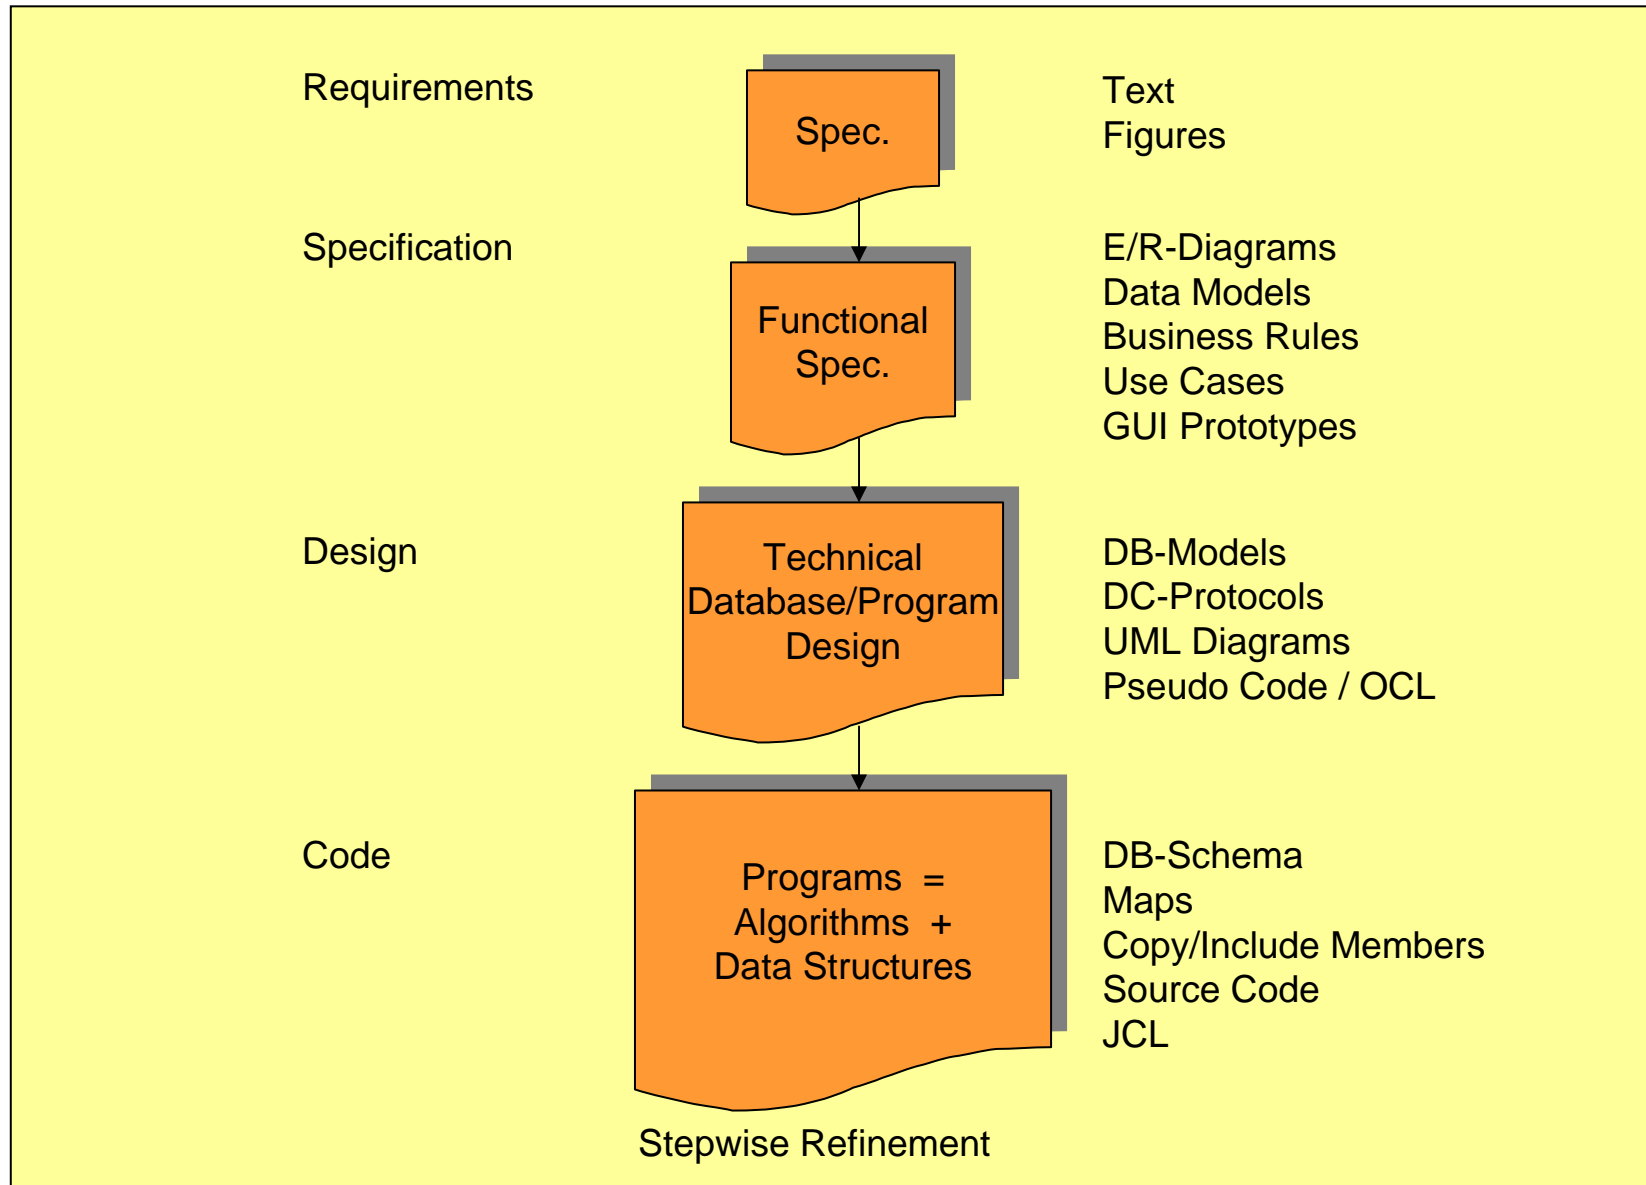 Requirements
Spec.
Text
Figures
Specification
Functional
Spec.
E/R-Diagrams
Data Models
Business Rules
Use Cases
GUI Prototypes
Design
Technical
Database/Program
Design
DB-Models
DC-Protocols
UML Diagrams
Pseudo Code / OCL
Code
Programs =
Algorithms +
Data Structures
DB-Schema
Maps
Copy/Include Members
Source Code
JCL
Stepwise Refinement